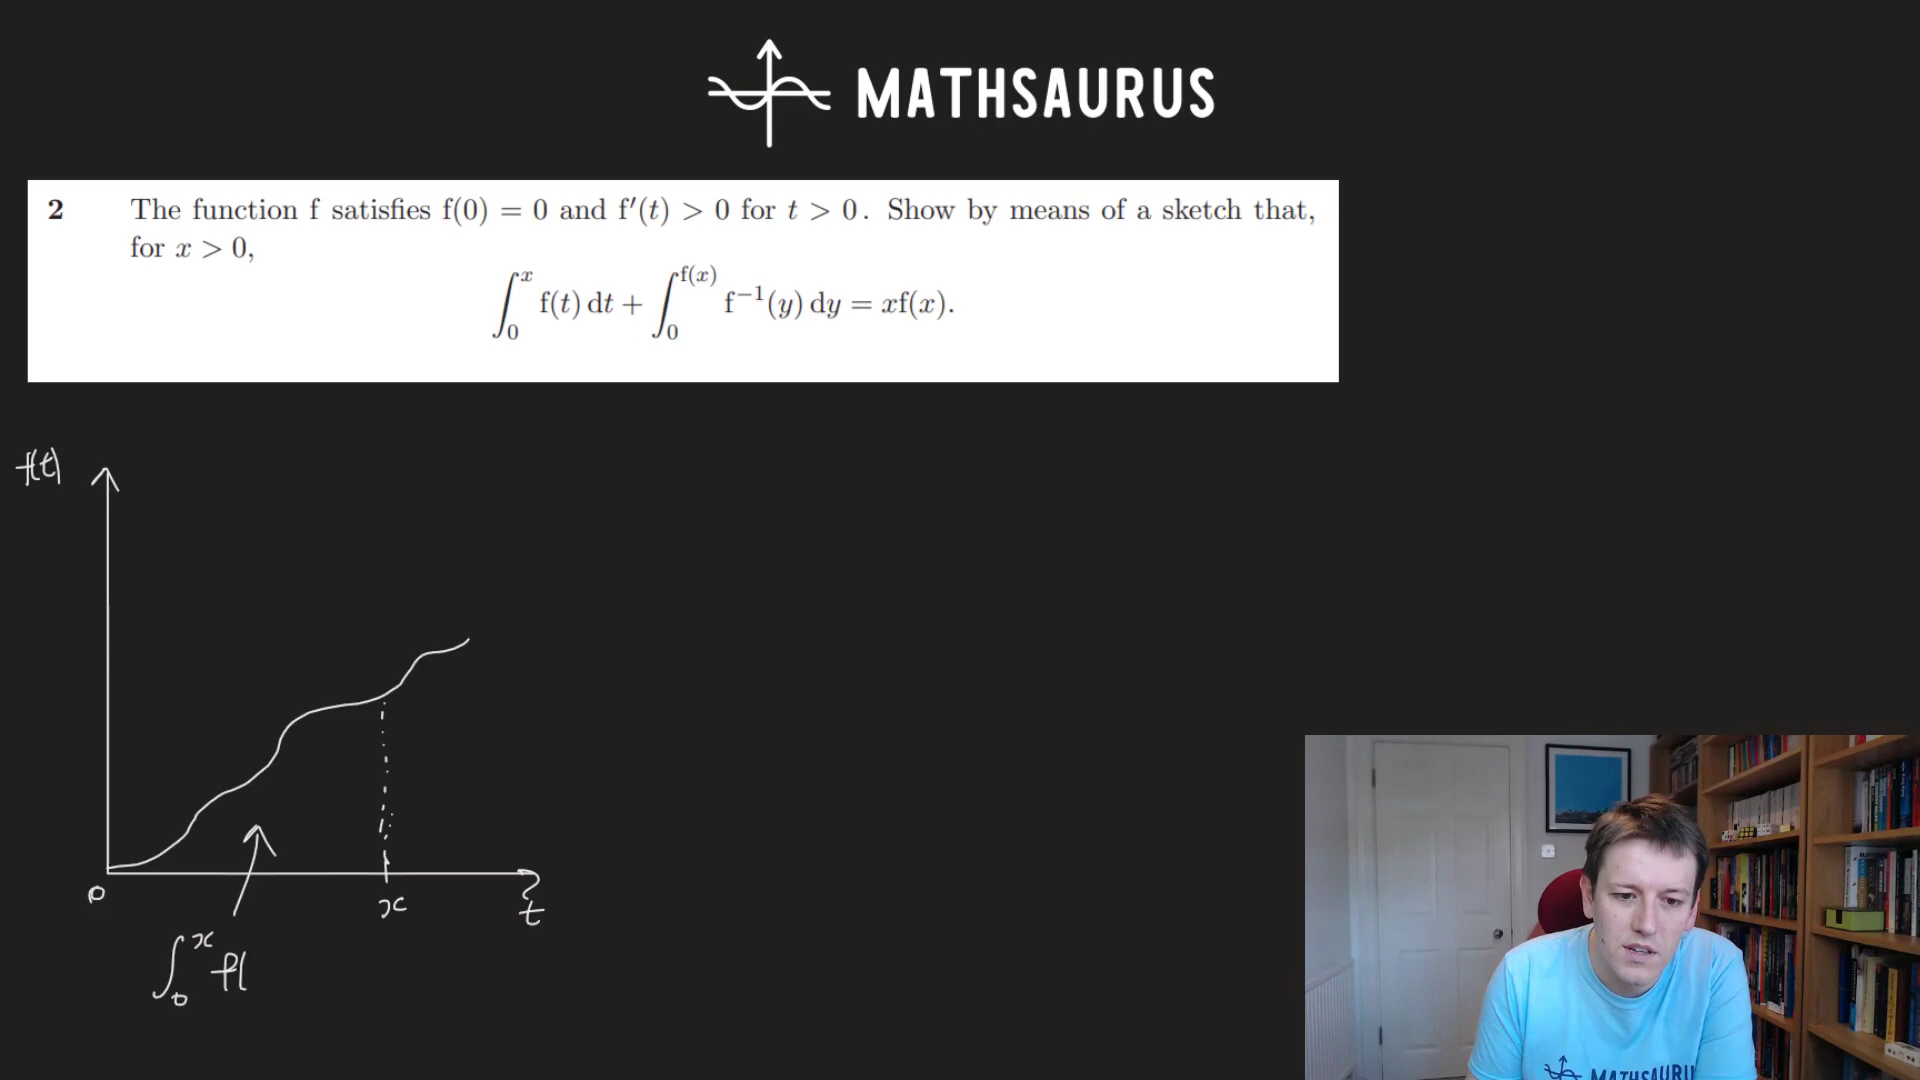 MATHSAURUS
2 The function f satisfies f(0) = 0 and f′(t) > 0 for t > 0. Show by means of a sketch that,
for x > 0,
∫₀ˣ f(t) dt + ∫₀^{f(x)} f⁻¹(y) dy = xf(x).
f(t)
0 x t
∫₀ˣ f(
MATHSAURU